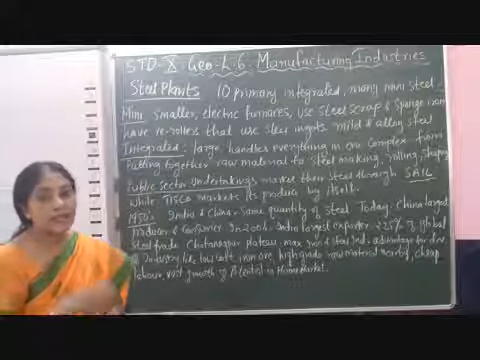 STD-X Geo-L.6 Manufacturing Industries
Steel Plants 10 primary integrated, many mini steel
Mini smaller, electric furnaces, use steel scrap & sponge iron
have re-rollers that use steel ingots mild & alloy steel
Integrated: large, handles everything in one complex from
Putting together raw material to steel making, rolling, shaping
Public sector undertakings market their steel through SAIL
while TISCO markets its produce by itself.
1950s India & China - same quantity of steel Today: China largest
producer & Consumer In 2004 - India largest exporter 2.25% of Global
steel trade Chotanagpur plateau - max iron & steel ind. advantage for dev.
of industry like low cost iron ore, high grade raw material nearby, cheap
labour, vast growth of Potential in Home market.